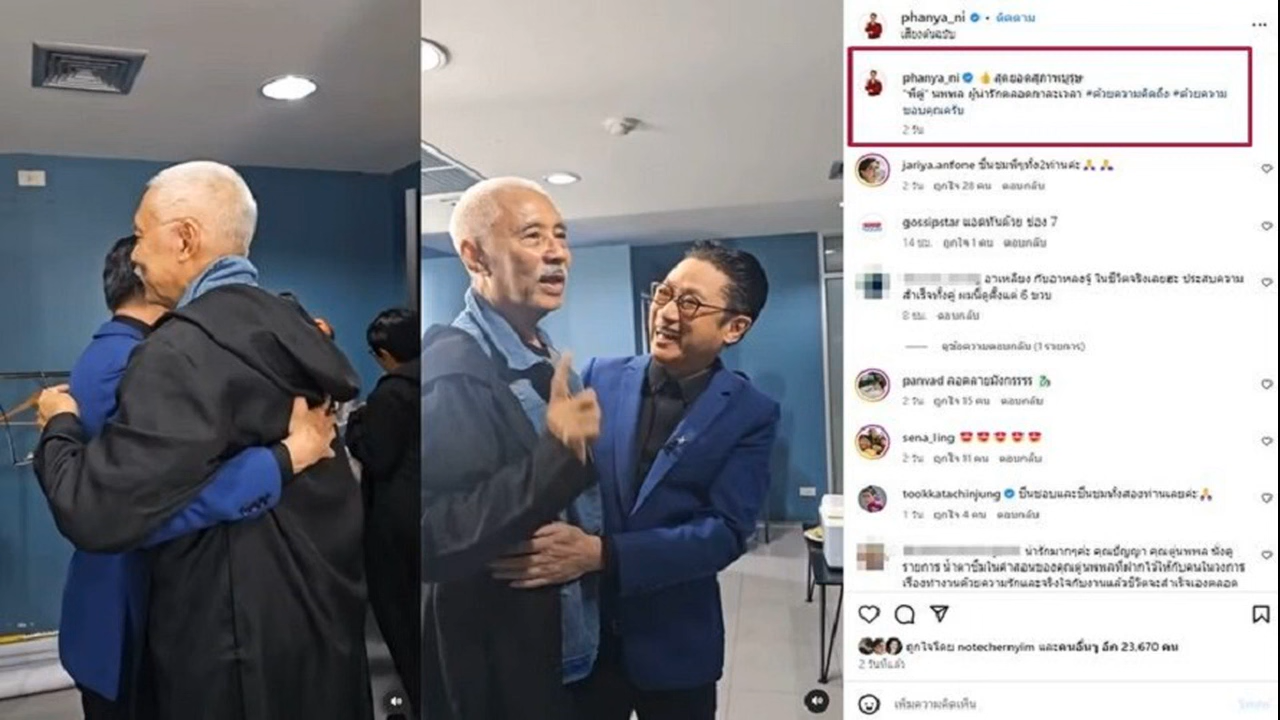 phanya_ni • ติดตาม
เสียงต้นฉบับ
phanya_ni 👍 สุดยอดสุภาพบุรุษ
"พี่ตู่" นพพล ผู้น่ารักตลอดกาละเวลา #ด้วยความคิดถึง #ด้วยความ
ขอบคุณครับ
2 วัน
jariya.anfone ชื่นชมพี่ๆทั้ง2ท่านค่ะ🙏🙏
2 วัน ถูกใจ 28 คน ตอบกลับ
gossipstar แอดทันด้วย ช่อง 7
14 ชม. ถูกใจ 1 คน ตอบกลับ
อาเหลียง กับอาหลงจู๊ ในชีวิตจริงเลยฮะ ประสบความ
สำเร็จทั้งคู่ ผมนี้ดูตั้งแต่ 6 ขวบ
8 ชม. ตอบกลับ
ดูข้อความตอบกลับ (1 รายการ)
panvad ลอดลายมังกรรร 🐉
2 วัน ถูกใจ 15 คน ตอบกลับ
sena_ling
2 วัน ถูกใจ 11 คน ตอบกลับ
tookkatachinjung ชื่นชอบและชื่นชมทั้งสองท่านเลยค่ะ🙏
1 วัน ถูกใจ 4 คน ตอบกลับ
น่ารักมากๆค่ะ คุณปัญญา คุณตู่นพพล นั่งดู
รายการ น้ำตาซึมในคำสอนของคุณตู่นพพลที่ฝากไว้ให้กับคนในวงการ
เรื่องทำงานด้วยความรักและจริงใจกับงานแล้วชีวิตจะสำเร็จเองตลอด
ถูกใจโดย notechernyim และคนอื่นๆ อีก 23,670 คน
2 วันที่แล้ว
เพิ่มความคิดเห็น
โพสต์